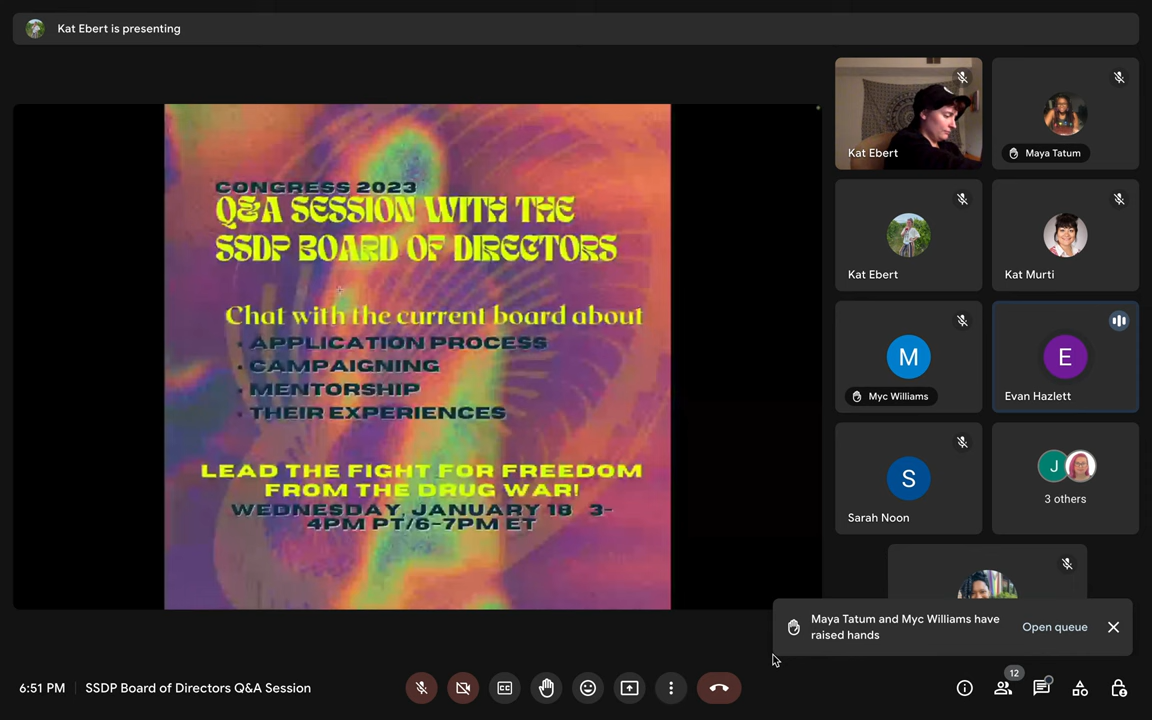 Kat Ebert is presenting
CONGRESS 2023
Q&A SESSION WITH THE
SSDP BOARD OF DIRECTORS
Chat with the current board about
• APPLICATION PROCESS
• CAMPAIGNING
• MENTORSHIP
• THEIR EXPERIENCES
LEAD THE FIGHT FOR FREEDOM
FROM THE DRUG WAR!
WEDNESDAY, JANUARY 18 3-
4PM PT/6-7PM ET
Kat Ebert
Maya Tatum
Kat Ebert
Kat Murti
M
Myc Williams
E
Evan Hazlett
S
Sarah Noon
J
3 others
Maya Tatum and Myc Williams have
raised hands
Open queue
6:51 PM
SSDP Board of Directors Q&A Session
CC
12